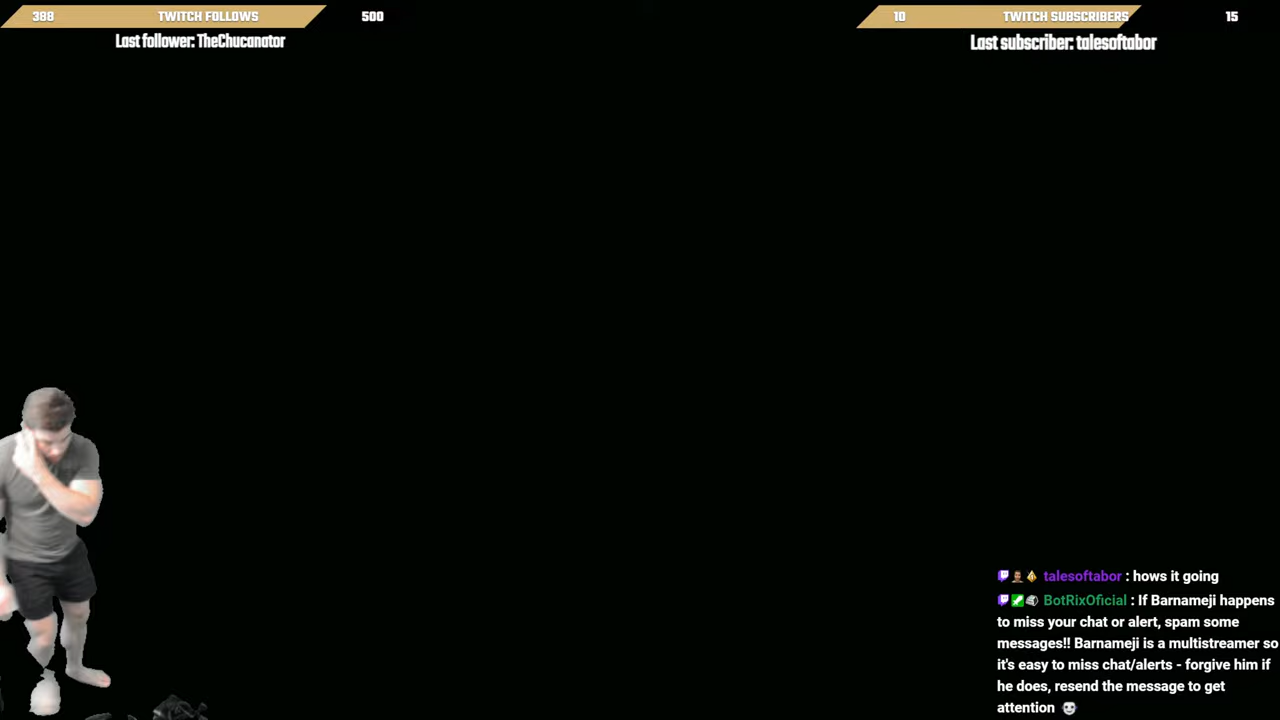 388 TWITCH FOLLOWS 500
Last follower: TheChucanator
10 TWITCH SUBSCRIBERS 15
Last subscriber: talesoftabor
talesoftabor : hows it going
BotRixOficial : If Barnameji happens
to miss your chat or alert, spam some
messages!! Barnameji is a multistreamer so
it's easy to miss chat/alerts - forgive him if
he does, resend the message to get
attention